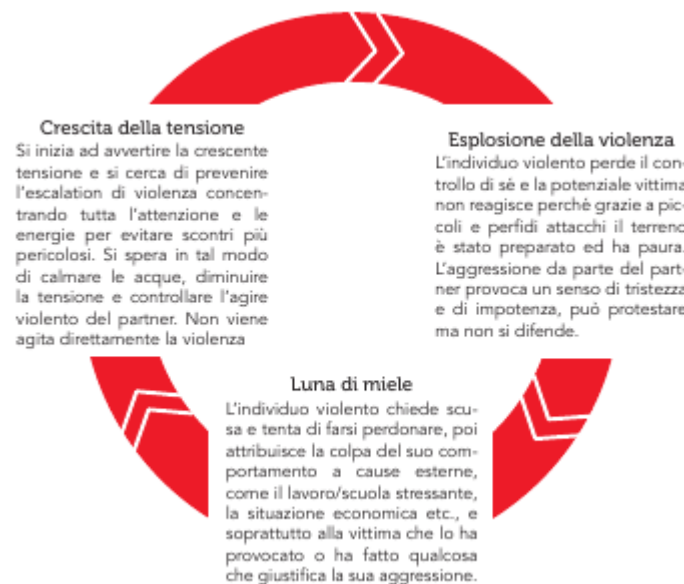 Crescita della tensione
Si inizia ad avvertire la crescente
tensione e si cerca di prevenire
l'escalation di violenza concen-
trando tutta l'attenzione e le
energie per evitare scontri più
pericolosi. Si spera in tal modo
di calmare le acque, diminuire
la tensione e controllare l'agire
violento del partner. Non viene
agita direttamente la violenza
Esplosione della violenza
L'individuo violento perde il con-
trollo di sè e la potenziale vittima
non reagisce perchè grazie a pic-
coli e perfidi attacchi il terreno
è stato preparato ed ha paura.
L'aggressione da parte del part-
ner provoca un senso di tristezza
e di impotenza, può protestare
ma non si difende.
Luna di miele
L'individuo violento chiede scu-
sa e tenta di farsi perdonare, poi
attribuisce la colpa del suo com-
portamento a cause esterne,
come il lavoro/scuola stressante,
la situazione economica etc., e
soprattutto alla vittima che lo ha
provocato o ha fatto qualcosa
che giustifica la sua aggressione.